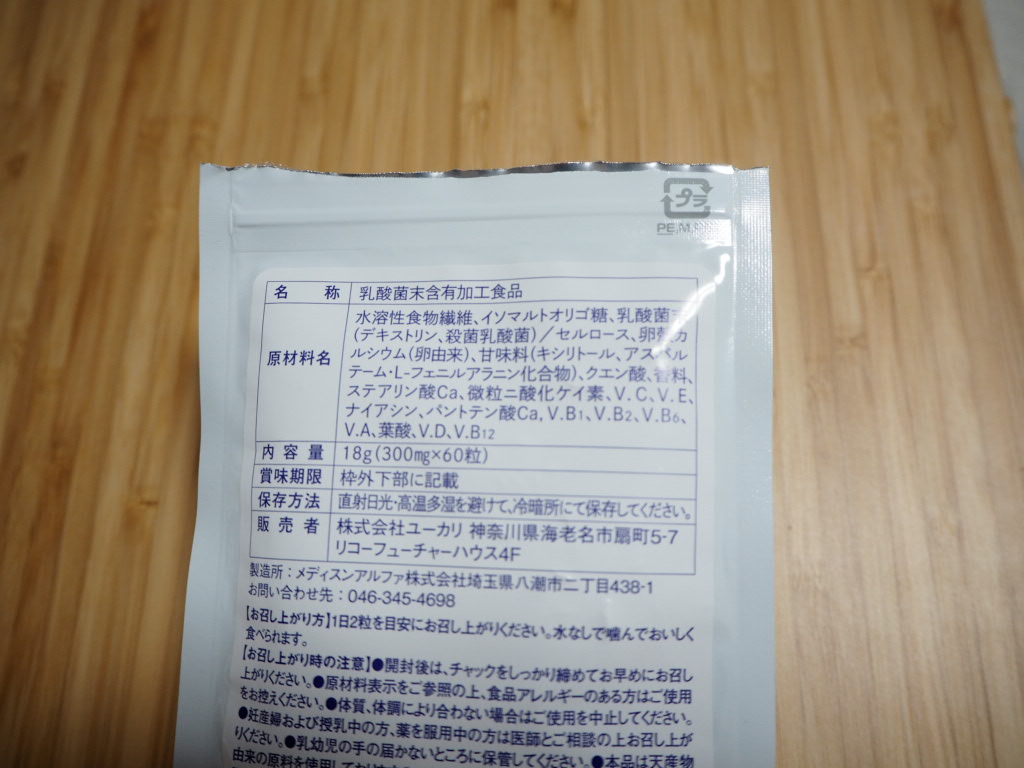 プラ
PE,M
名 称 乳酸菌末含有加工食品
原材料名
水溶性食物繊維、イソマルトオリゴ糖、乳酸菌末
(デキストリン、殺菌乳酸菌)/セルロース、卵殻カ
ルシウム(卵由来)、甘味料(キシリトール、アスパル
テーム・L-フェニルアラニン化合物)、クエン酸、香料、
ステアリン酸Ca、微粒二酸化ケイ素、V.C、V.E、
ナイアシン、パントテン酸Ca、V.B1、V.B2、V.B6、
V.A、葉酸、V.D、V.B12
内容量 18g(300mg×60粒)
賞味期限 枠外下部に記載
保存方法 直射日光・高温多湿を避けて、冷暗所にて保存してください。
販売者 株式会社ユーカリ 神奈川県海老名市扇町5-7
リコーフューチャーハウス4F
製造所:メディスンアルファ株式会社埼玉県八潮市二丁目438-1
お問い合わせ先:046-345-4698
【お召し上がり方】1日2粒を目安にお召し上がりください。水なしで噛んでおいしく
食べられます。
【お召し上がり時の注意】●開封後は、チャックをしっかり締めてお早めにお召し
上がりください。●原材料表示をご参照の上、食品アレルギーのある方はご使用
をお控えください。●体質、体調により合わない場合はご使用を中止してください。
●妊産婦および授乳中の方、薬を服用中の方は医師とご相談の上お召し上が
りください。●乳幼児の手の届かないところに保管してください。●本品は天産物
由来の原料を使用しており